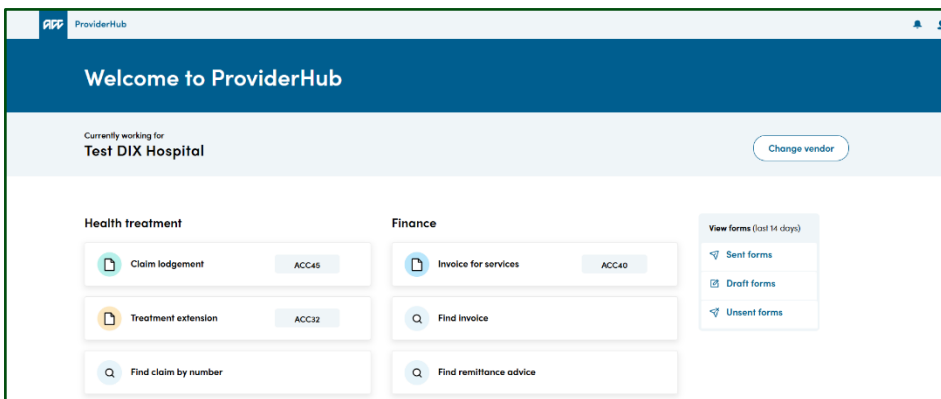 ACC ProviderHub
Welcome to ProviderHub
Currently working for
Test DIX Hospital
Change vendor
Health treatment
Claim lodgement ACC45
Treatment extension ACC32
Find claim by number
Finance
Invoice for services ACC40
Find invoice
Find remittance advice
View forms (last 14 days)
Sent forms
Draft forms
Unsent forms